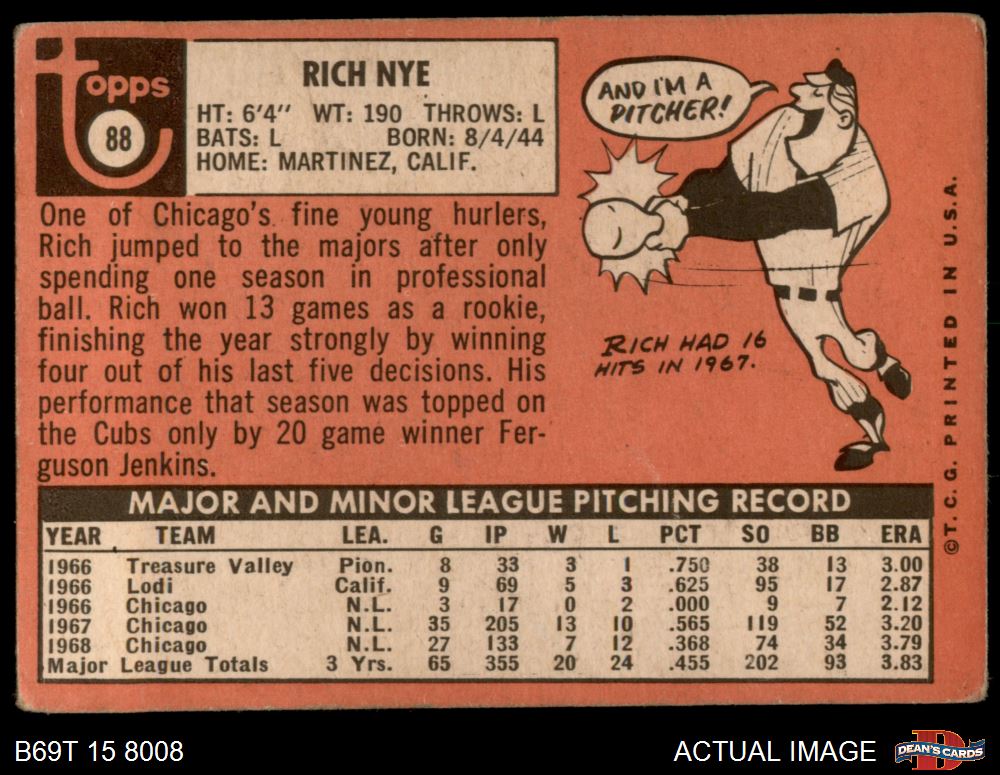 topps
88
RICH NYE
HT: 6'4" WT: 190 THROWS: L
BATS: L BORN: 8/4/44
HOME: MARTINEZ, CALIF.
AND I'M A
PITCHER!
One of Chicago's fine young hurlers,
Rich jumped to the majors after only
spending one season in professional
ball. Rich won 13 games as a rookie,
finishing the year strongly by winning
four out of his last five decisions. His
performance that season was topped on
the Cubs only by 20 game winner Fer-
guson Jenkins.
RICH HAD 16
HITS IN 1967.
©T.C.G. PRINTED IN U.S.A.
MAJOR AND MINOR LEAGUE PITCHING RECORD
YEAR TEAM LEA. G IP W L PCT SO BB ERA
1966 Treasure Valley Pion. 8 33 3 1 .750 38 13 3.00
1966 Lodi Calif. 9 69 5 3 .625 95 17 2.87
1966 Chicago N.L. 3 17 0 2 .000 9 7 2.12
1967 Chicago N.L. 35 205 13 10 .565 119 52 3.20
1968 Chicago N.L. 27 133 7 12 .368 74 34 3.79
Major League Totals 3 Yrs. 65 355 20 24 .455 202 93 3.83
B69T 15 8008
ACTUAL IMAGE
D
DEAN'S CARDS